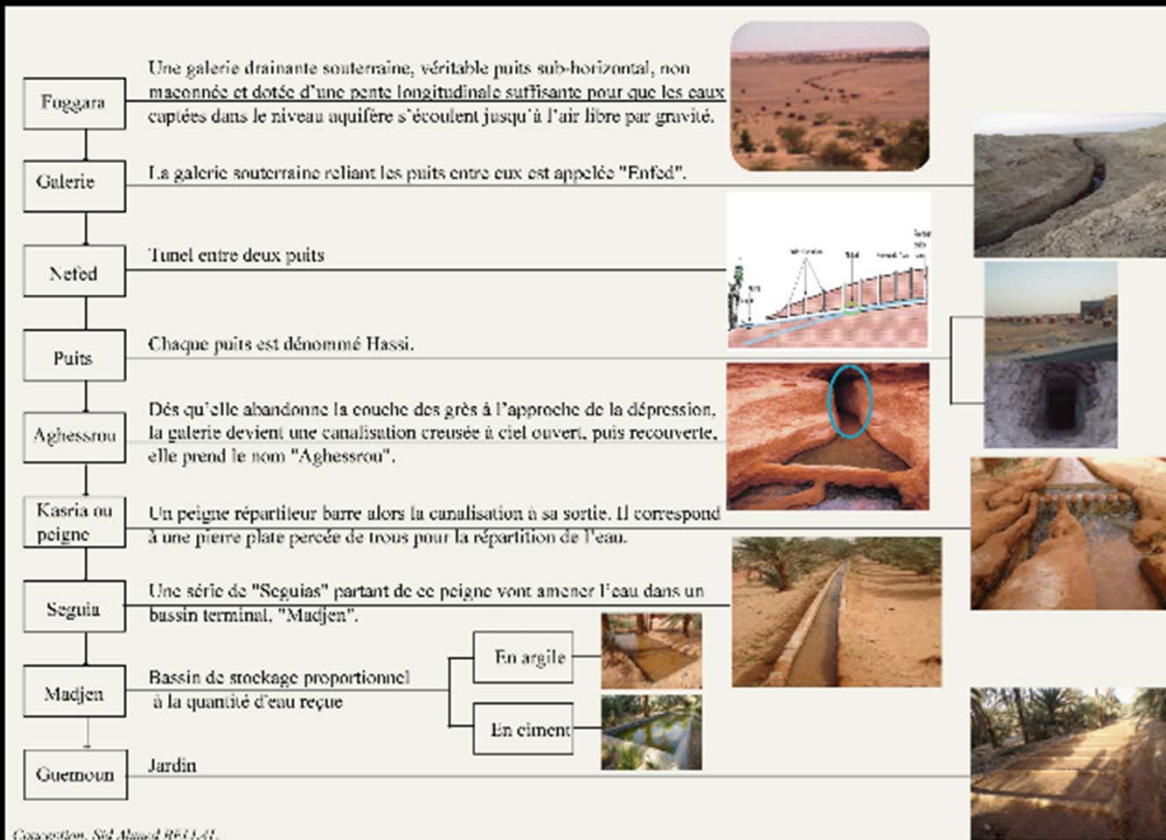 Foggara
Une galerie drainante souterraine, véritable puits sub-horizontal, non
maçonnée et dotée d'une pente longitudinale suffisante pour que les eaux
captées dans le niveau aquifère s'écoulent jusqu'à l'air libre par gravité.
Galerie
La galerie souterraine reliant les puits entre eux est appelée "Enfed".
Nefed
Tunel entre deux puits
Puits
Chaque puits est dénommé Hassi.
Aghessrou
Dés qu'elle abandonne la couche des grès à l'approche de la dépression,
la galerie devient une canalisation creusée à ciel ouvert, puis recouverte,
elle prend le nom "Aghessrou".
Kasria ou
peigne
Un peigne répartiteur barre alors la canalisation à sa sortie. Il correspond
à une pierre plate percée de trous pour la répartition de l'eau.
Seguia
Une série de "Seguias" partant de ce peigne vont amener l'eau dans un
bassin terminal, "Madjen".
Madjen
Bassin de stockage proportionnel
à la quantité d'eau reçue
En argile
En ciment
Guemoun
Jardin
Conception. Sid Ahmed BELLAL.